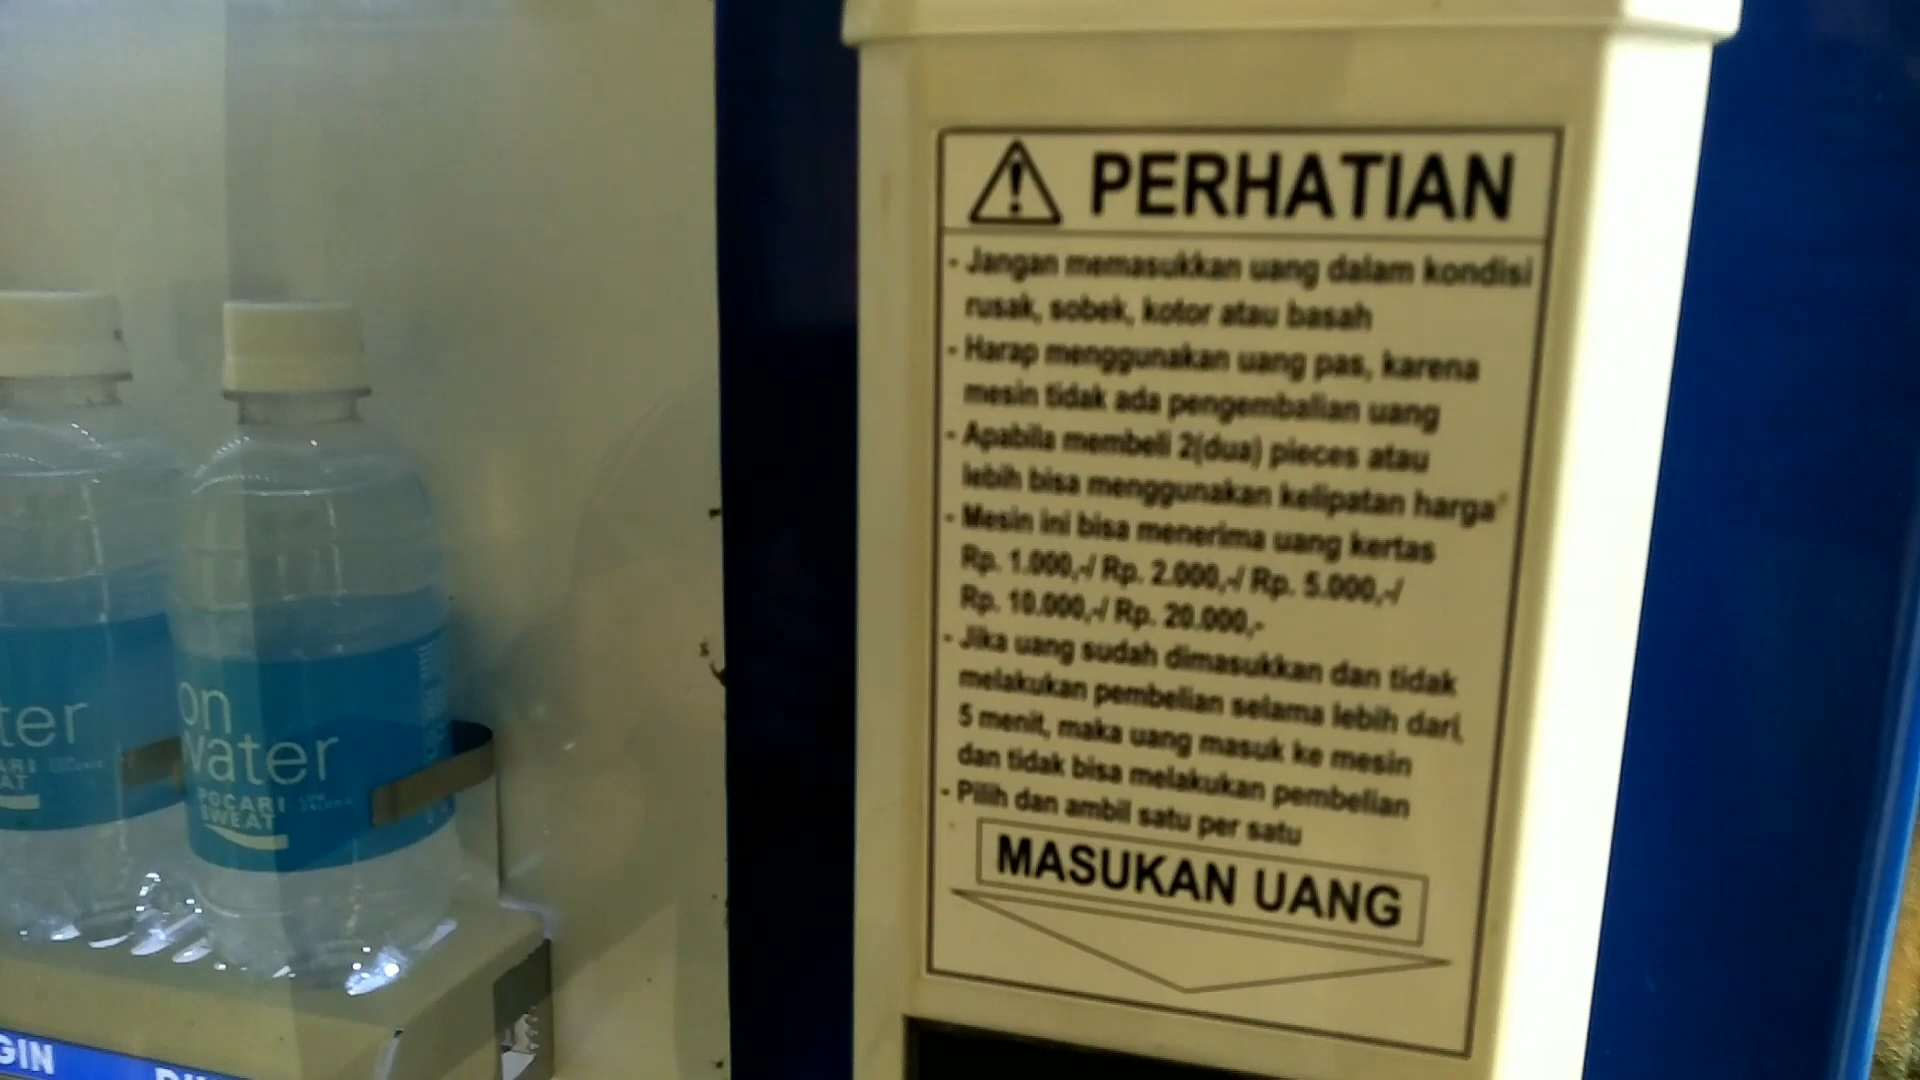 PERHATIAN
- Jangan memasukkan uang dalam kondisi
rusak, sobek, kotor atau basah
- Harap menggunakan uang pas, karena
mesin tidak ada pengembalian uang
- Apabila membeli 2(dua) pieces atau
lebih bisa menggunakan kelipatan harga
- Mesin ini bisa menerima uang kertas
Rp. 1.000,-/ Rp. 2.000,-/ Rp. 5.000,-/
Rp. 10.000,-/ Rp. 20.000,-
- Jika uang sudah dimasukkan dan tidak
melakukan pembelian selama lebih dari,
5 menit, maka uang masuk ke mesin
dan tidak bisa melakukan pembelian
- Pilih dan ambil satu per satu
MASUKAN UANG
ter
on
water
POCARI
SWEAT
GIN